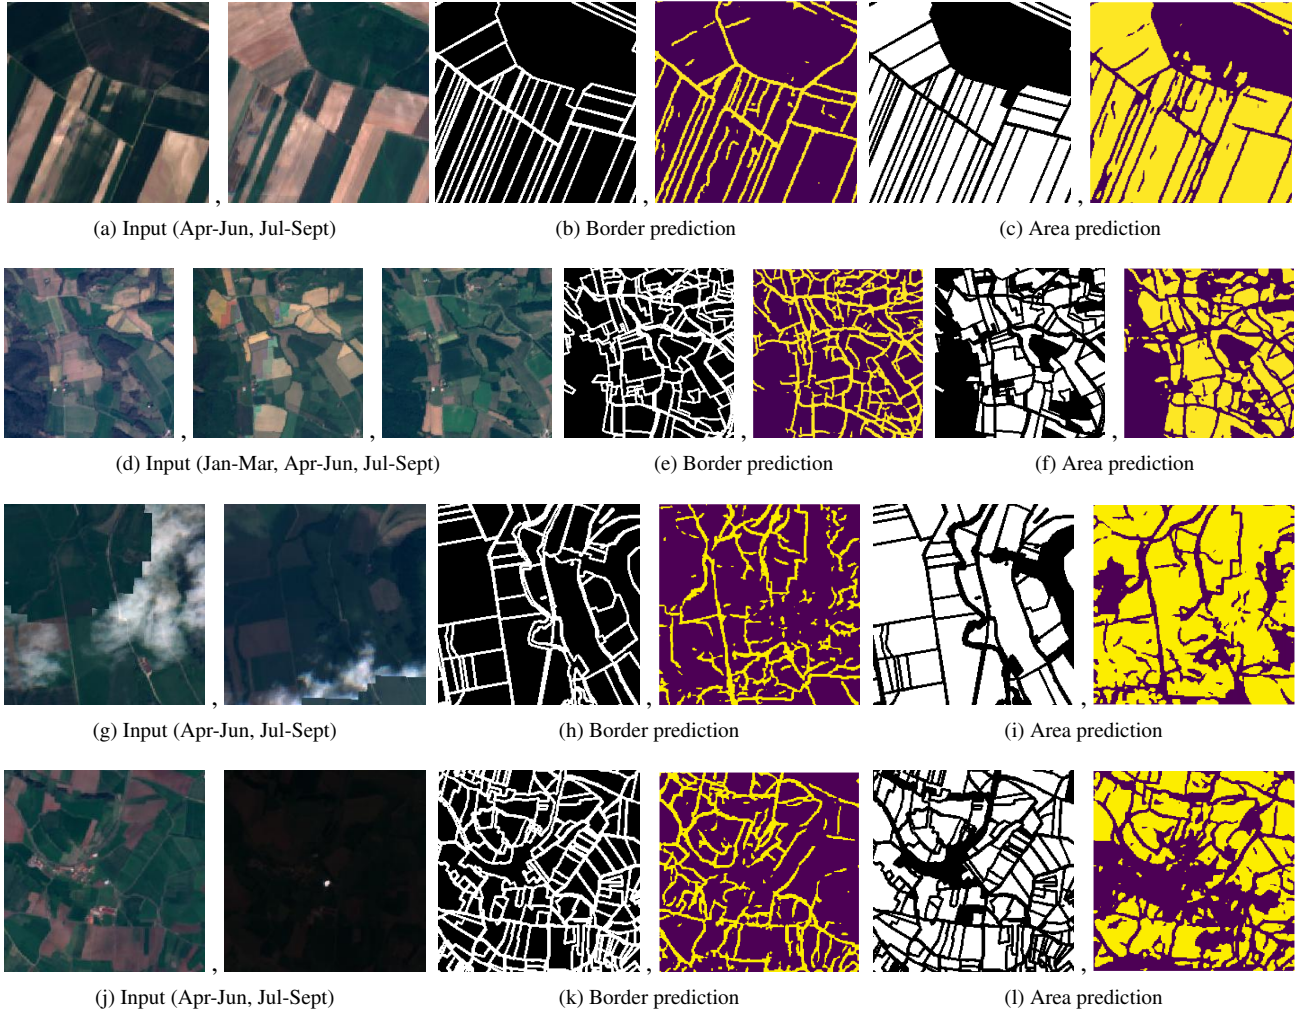 , , ,
(a) Input (Apr-Jun, Jul-Sept) (b) Border prediction (c) Area prediction
, , , ,
(d) Input (Jan-Mar, Apr-Jun, Jul-Sept) (e) Border prediction (f) Area prediction
, , ,
(g) Input (Apr-Jun, Jul-Sept) (h) Border prediction (i) Area prediction
, , ,
(j) Input (Apr-Jun, Jul-Sept) (k) Border prediction (l) Area prediction